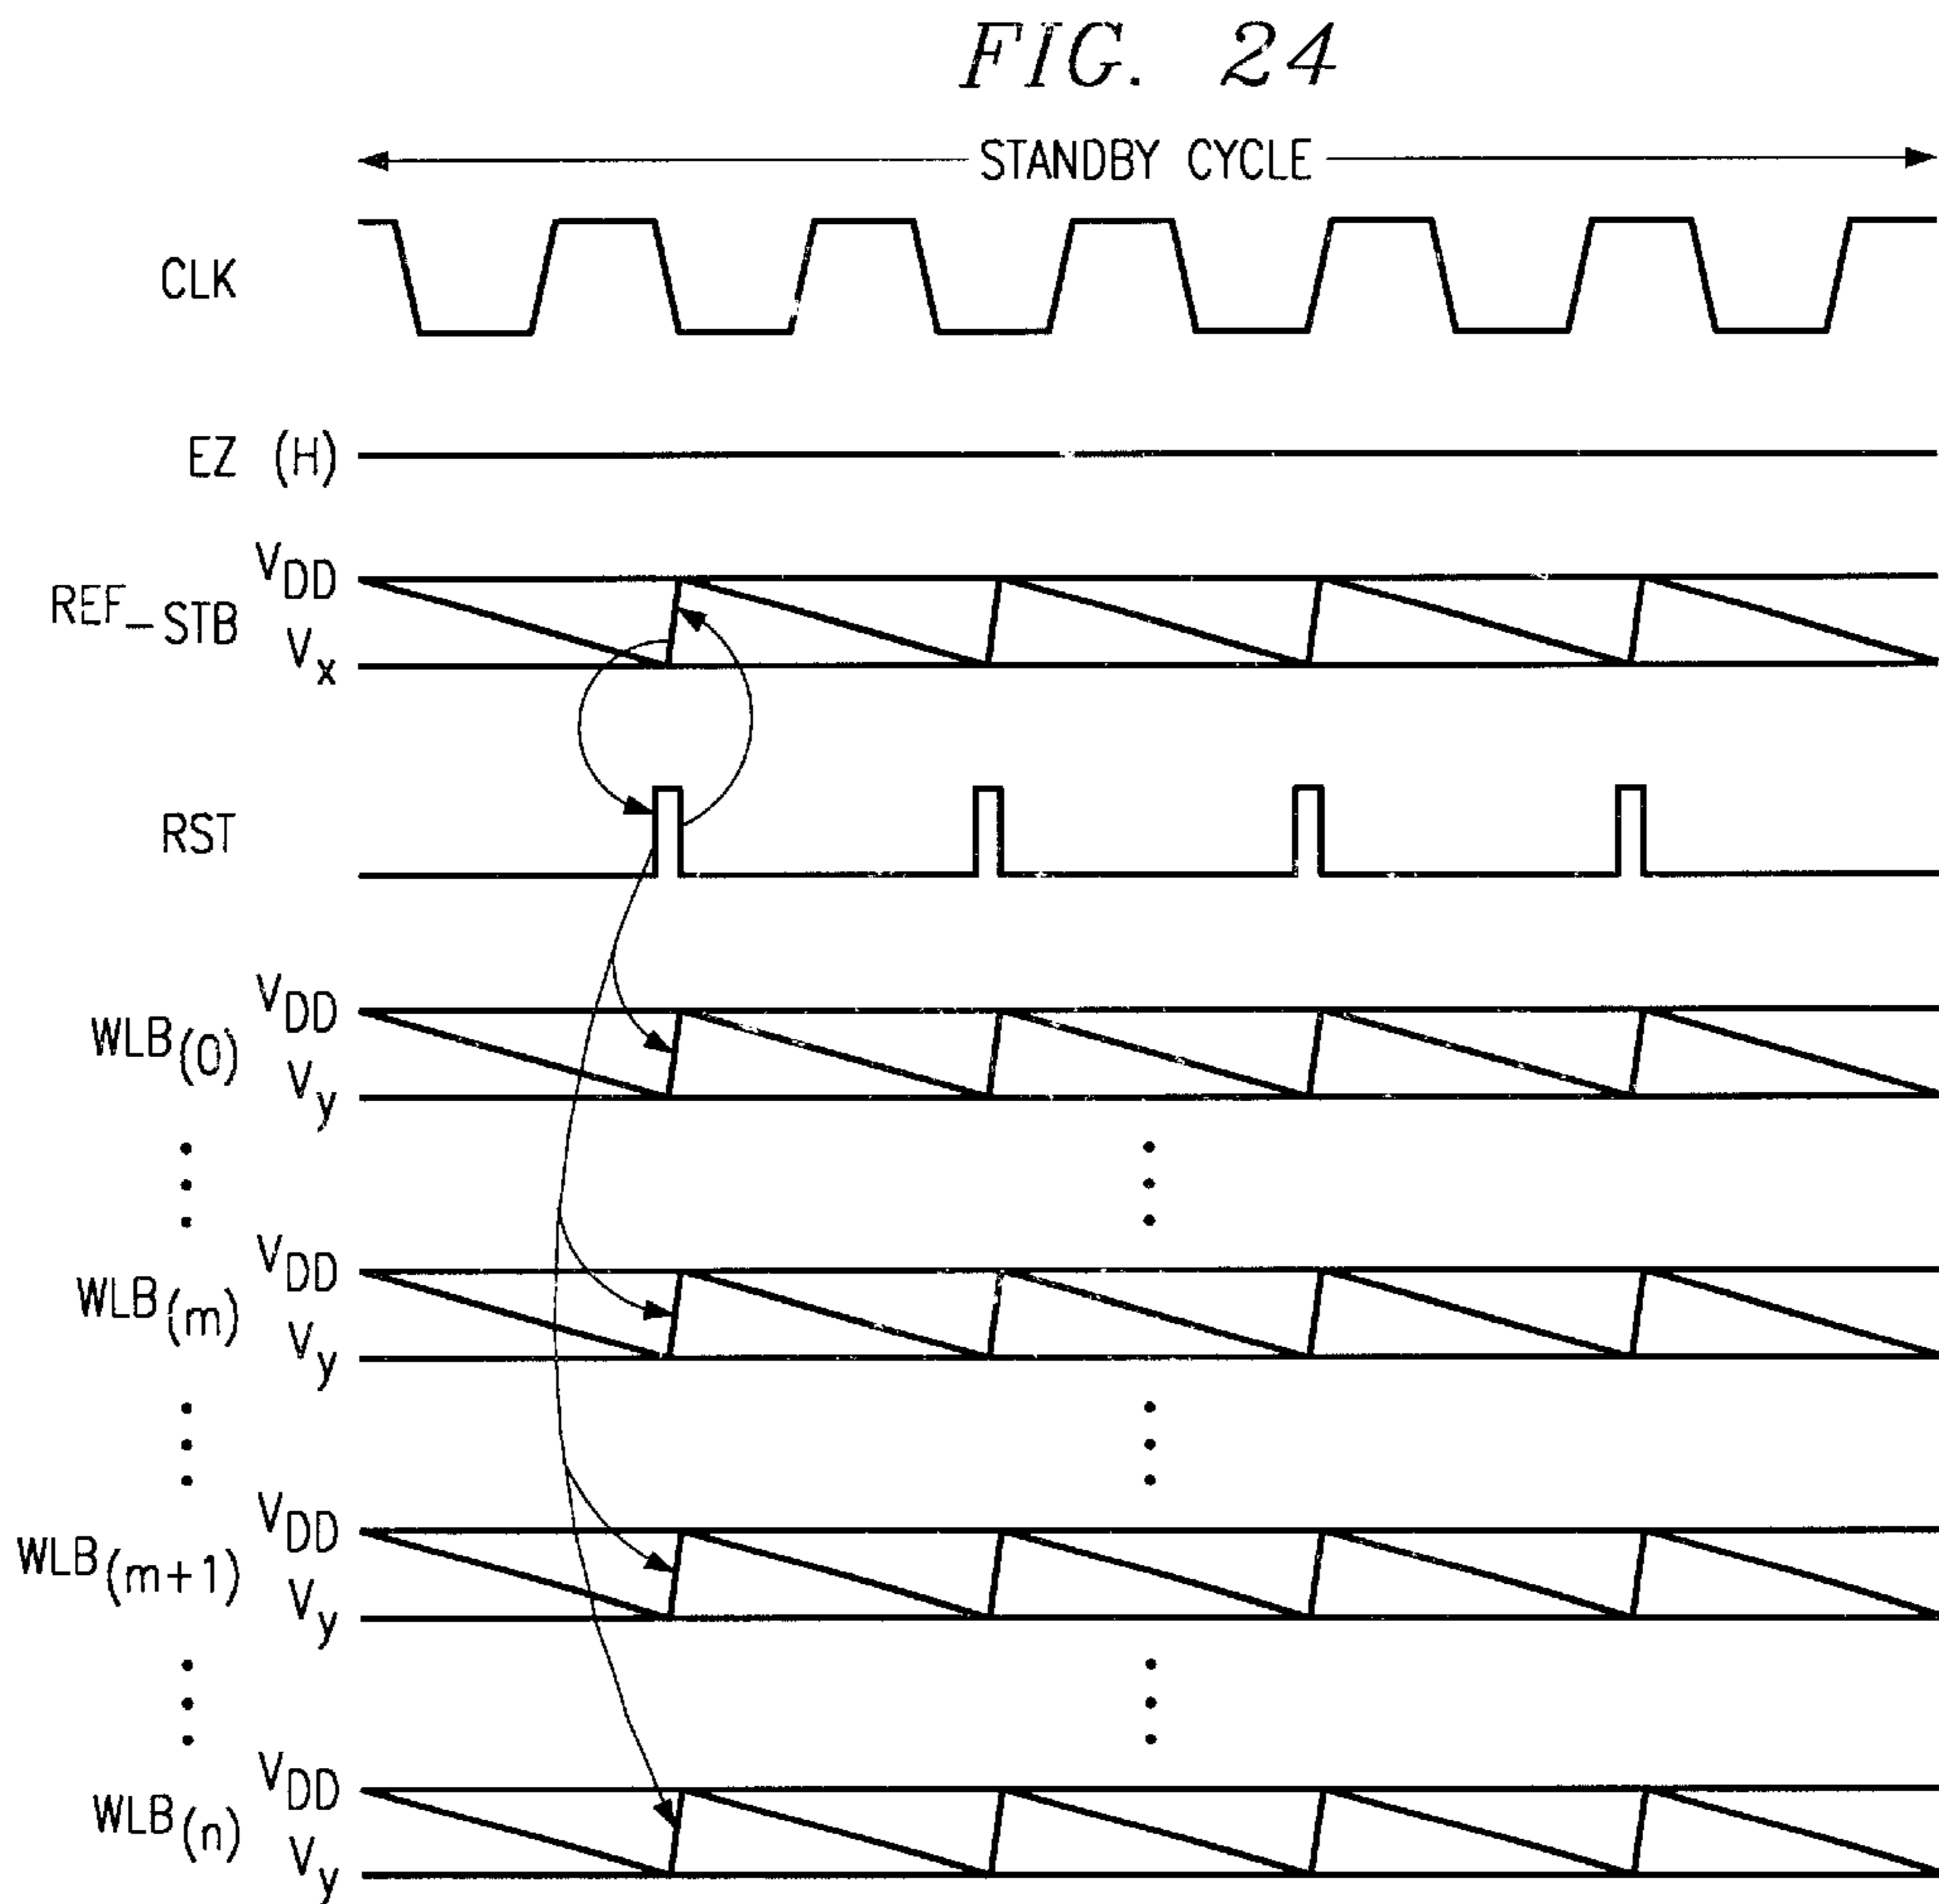 FIG. 24
STANDBY CYCLE
CLK
EZ (H)
REF_STB
VDD
Vx
RST
WLB(0)
VDD
Vy
WLB(m)
VDD
Vy
WLB(m+1)
VDD
Vy
WLB(n)
VDD
Vy